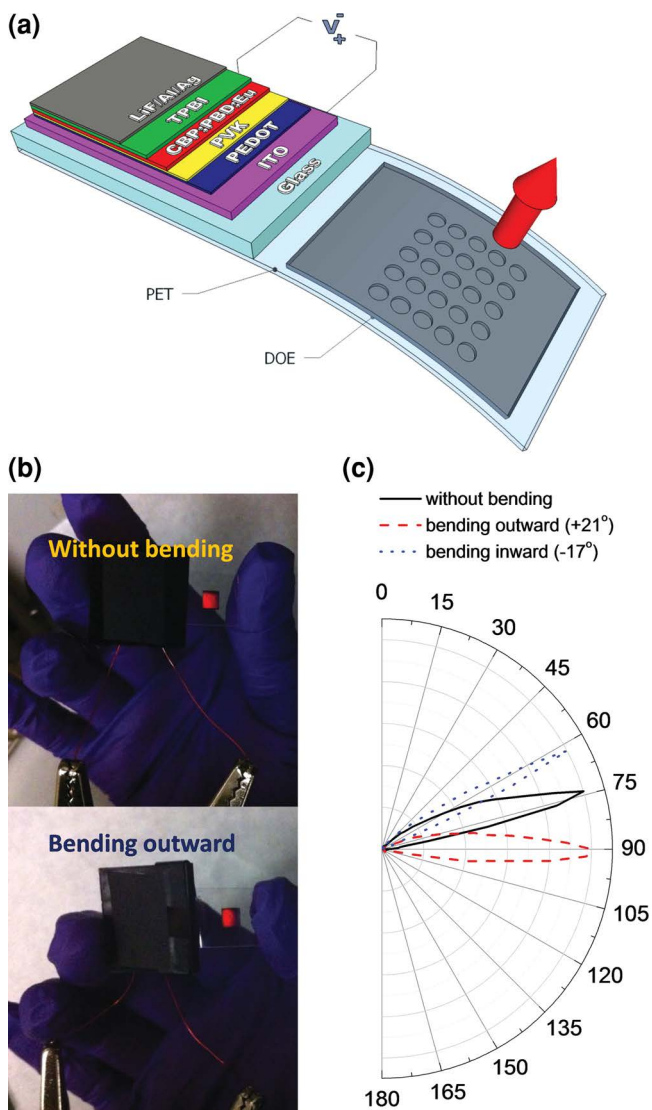 (a)
V
-
+
LiF/Al/Ag
TPBI
CBP:PBD:Eu
PVK
PEDOT
ITO
Glass
PET
DOE
(b)
Without bending
Bending outward
(c)
without bending
bending outward (+21°)
bending inward (-17°)
0
15
30
45
60
75
90
105
120
135
150
165
180